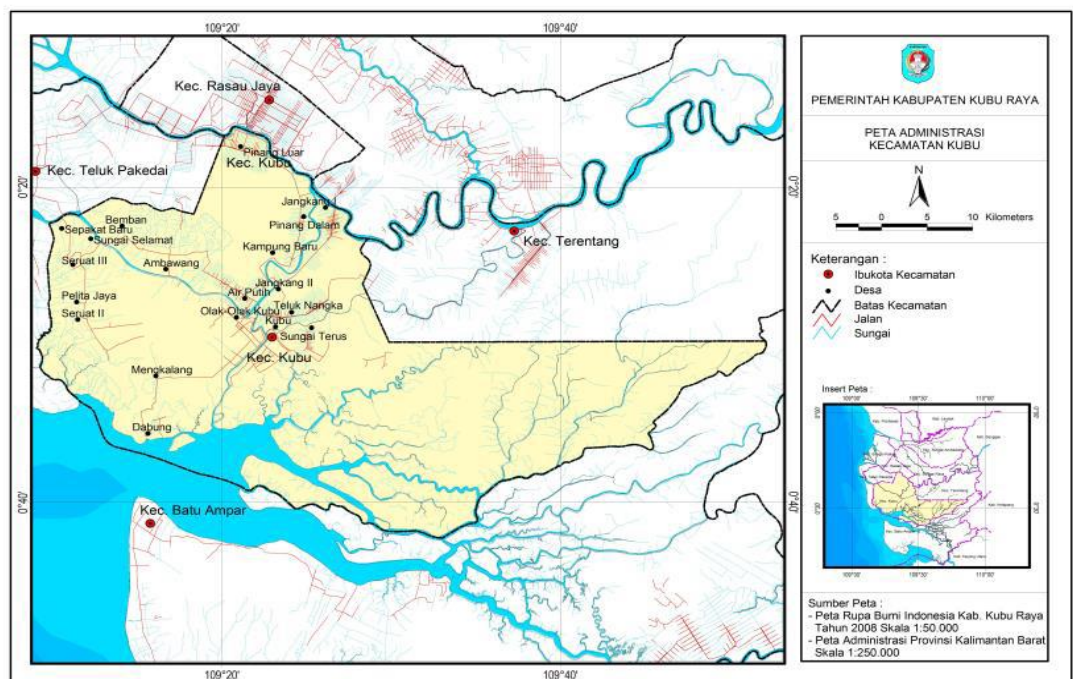 109°20'
109°40'
Kec. Rasau Jaya
Pinang Luar
Kec. Kubu
Kec. Teluk Pakedai
0°20'
0°20'
Jangkang I
Bemban
Pinang Dalam
Sepakat Baru
Sungai Selamat
Kec. Terentang
Kampung Baru
Seruat III
Ambawang
Jangkang II
Pelita Jaya
Air Putih
Seruat II
Olak-Olak Kubu
Teluk Nangka
Kubu
Sungai Terus
Kec. Kubu
Mengkalang
Dabung
0°40'
0°40'
Kec. Batu Ampar
109°20'
109°40'
PEMERINTAH KABUPATEN KUBU RAYA
PETA ADMINISTRASI
KECAMATAN KUBU
N
5 0 5 10 Kilometers
Keterangan :
Ibukota Kecamatan
Desa
Batas Kecamatan
Jalan
Sungai
Insert Peta :
Sumber Peta :
- Peta Rupa Bumi Indonesia Kab. Kubu Raya
Tahun 2008 Skala 1:50.000
- Peta Administrasi Provinsi Kalimantan Barat
Skala 1:250.000